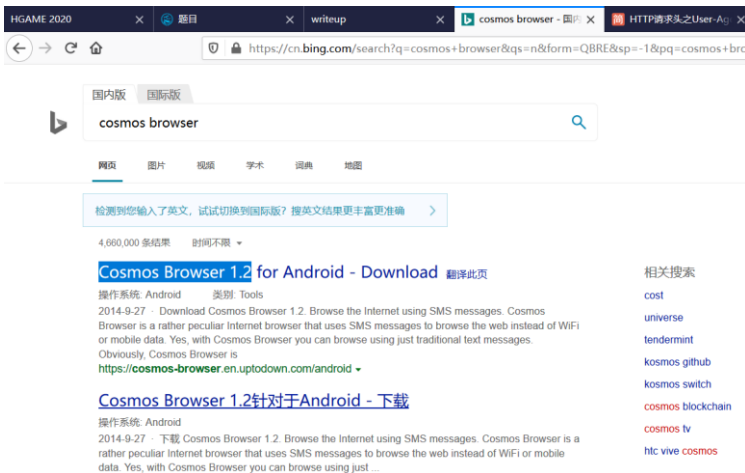 HGAME 2020
题目
writeup
cosmos browser - 国内
HTTP请求头之User-Ag
https://cn.bing.com/search?q=cosmos+browser&qs=n&form=QBRE&sp=-1&pq=cosmos+bro
国内版 国际版
cosmos browser
网页 图片 视频 学术 词典 地图
检测到您输入了英文，试试切换到国际版？搜英文结果更丰富更准确
4,660,000 条结果 时间不限
Cosmos Browser 1.2 for Android - Download 翻译此页
操作系统: Android 类别: Tools
2014-9-27 · Download Cosmos Browser 1.2. Browse the Internet using SMS messages. Cosmos
Browser is a rather peculiar Internet browser that uses SMS messages to browse the web instead of WiFi
or mobile data. Yes, with Cosmos Browser you can browse using just traditional text messages.
Obviously, Cosmos Browser is
https://cosmos-browser.en.uptodown.com/android
Cosmos Browser 1.2针对于Android - 下载
操作系统: Android
2014-9-27 · 下载 Cosmos Browser 1.2. Browse the Internet using SMS messages. Cosmos Browser is a
rather peculiar Internet browser that uses SMS messages to browse the web instead of WiFi or mobile
data. Yes, with Cosmos Browser you can browse using just ...
相关搜索
cost
universe
tendermint
kosmos github
kosmos switch
cosmos blockchain
cosmos tv
htc vive cosmos